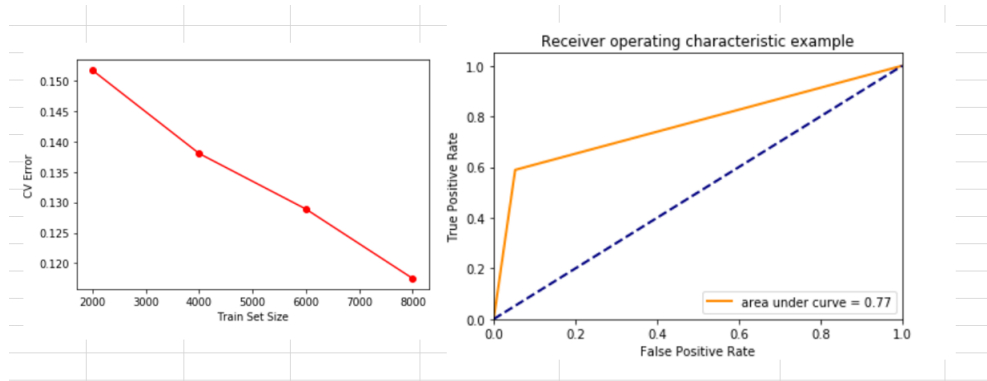 0.150
0.145
0.140
0.135
0.130
0.125
0.120
CV Error
2000 3000 4000 5000 6000 7000 8000
Train Set Size
Receiver operating characteristic example
1.0
0.8
0.6
0.4
0.2
0.0
True Positive Rate
area under curve = 0.77
0.0 0.2 0.4 0.6 0.8 1.0
False Positive Rate